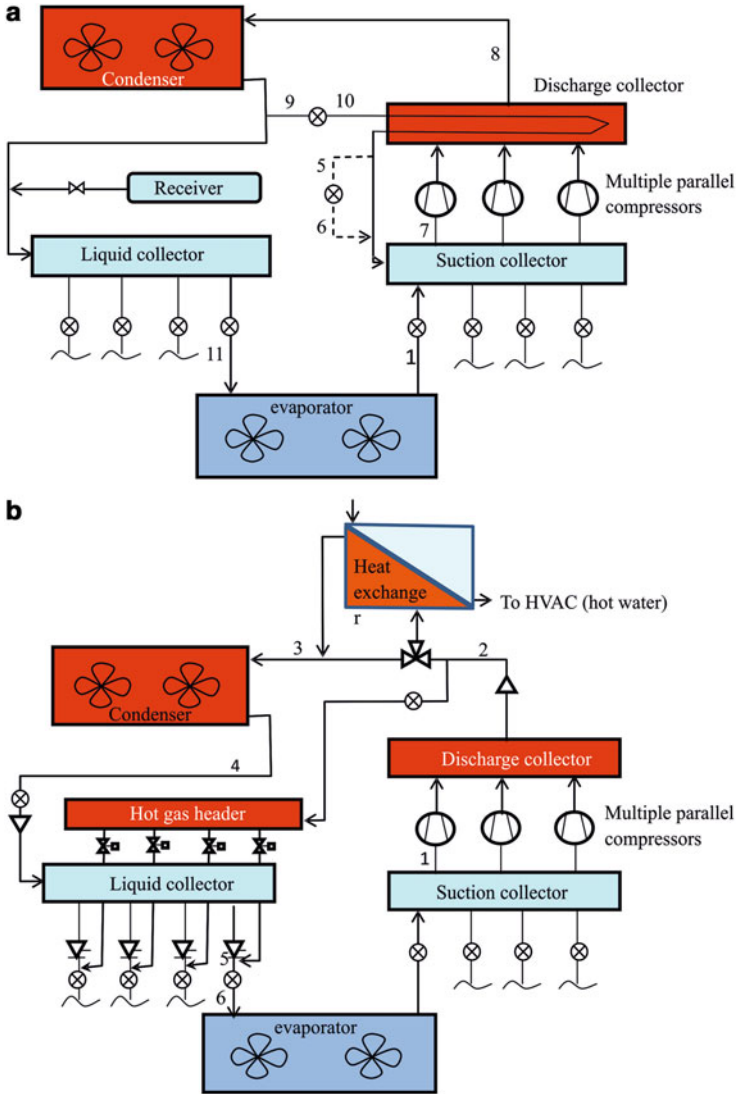 a
8
Condenser
9
10
Discharge collector
5
Receiver
Multiple parallel
compressors
6
7
Liquid collector
Suction collector
11
1
evaporator
b
Heat
exchange
r
To HVAC (hot water)
3
2
Condenser
4
Discharge collector
Hot gas header
Multiple parallel
compressors
1
Liquid collector
Suction collector
5
6
evaporator